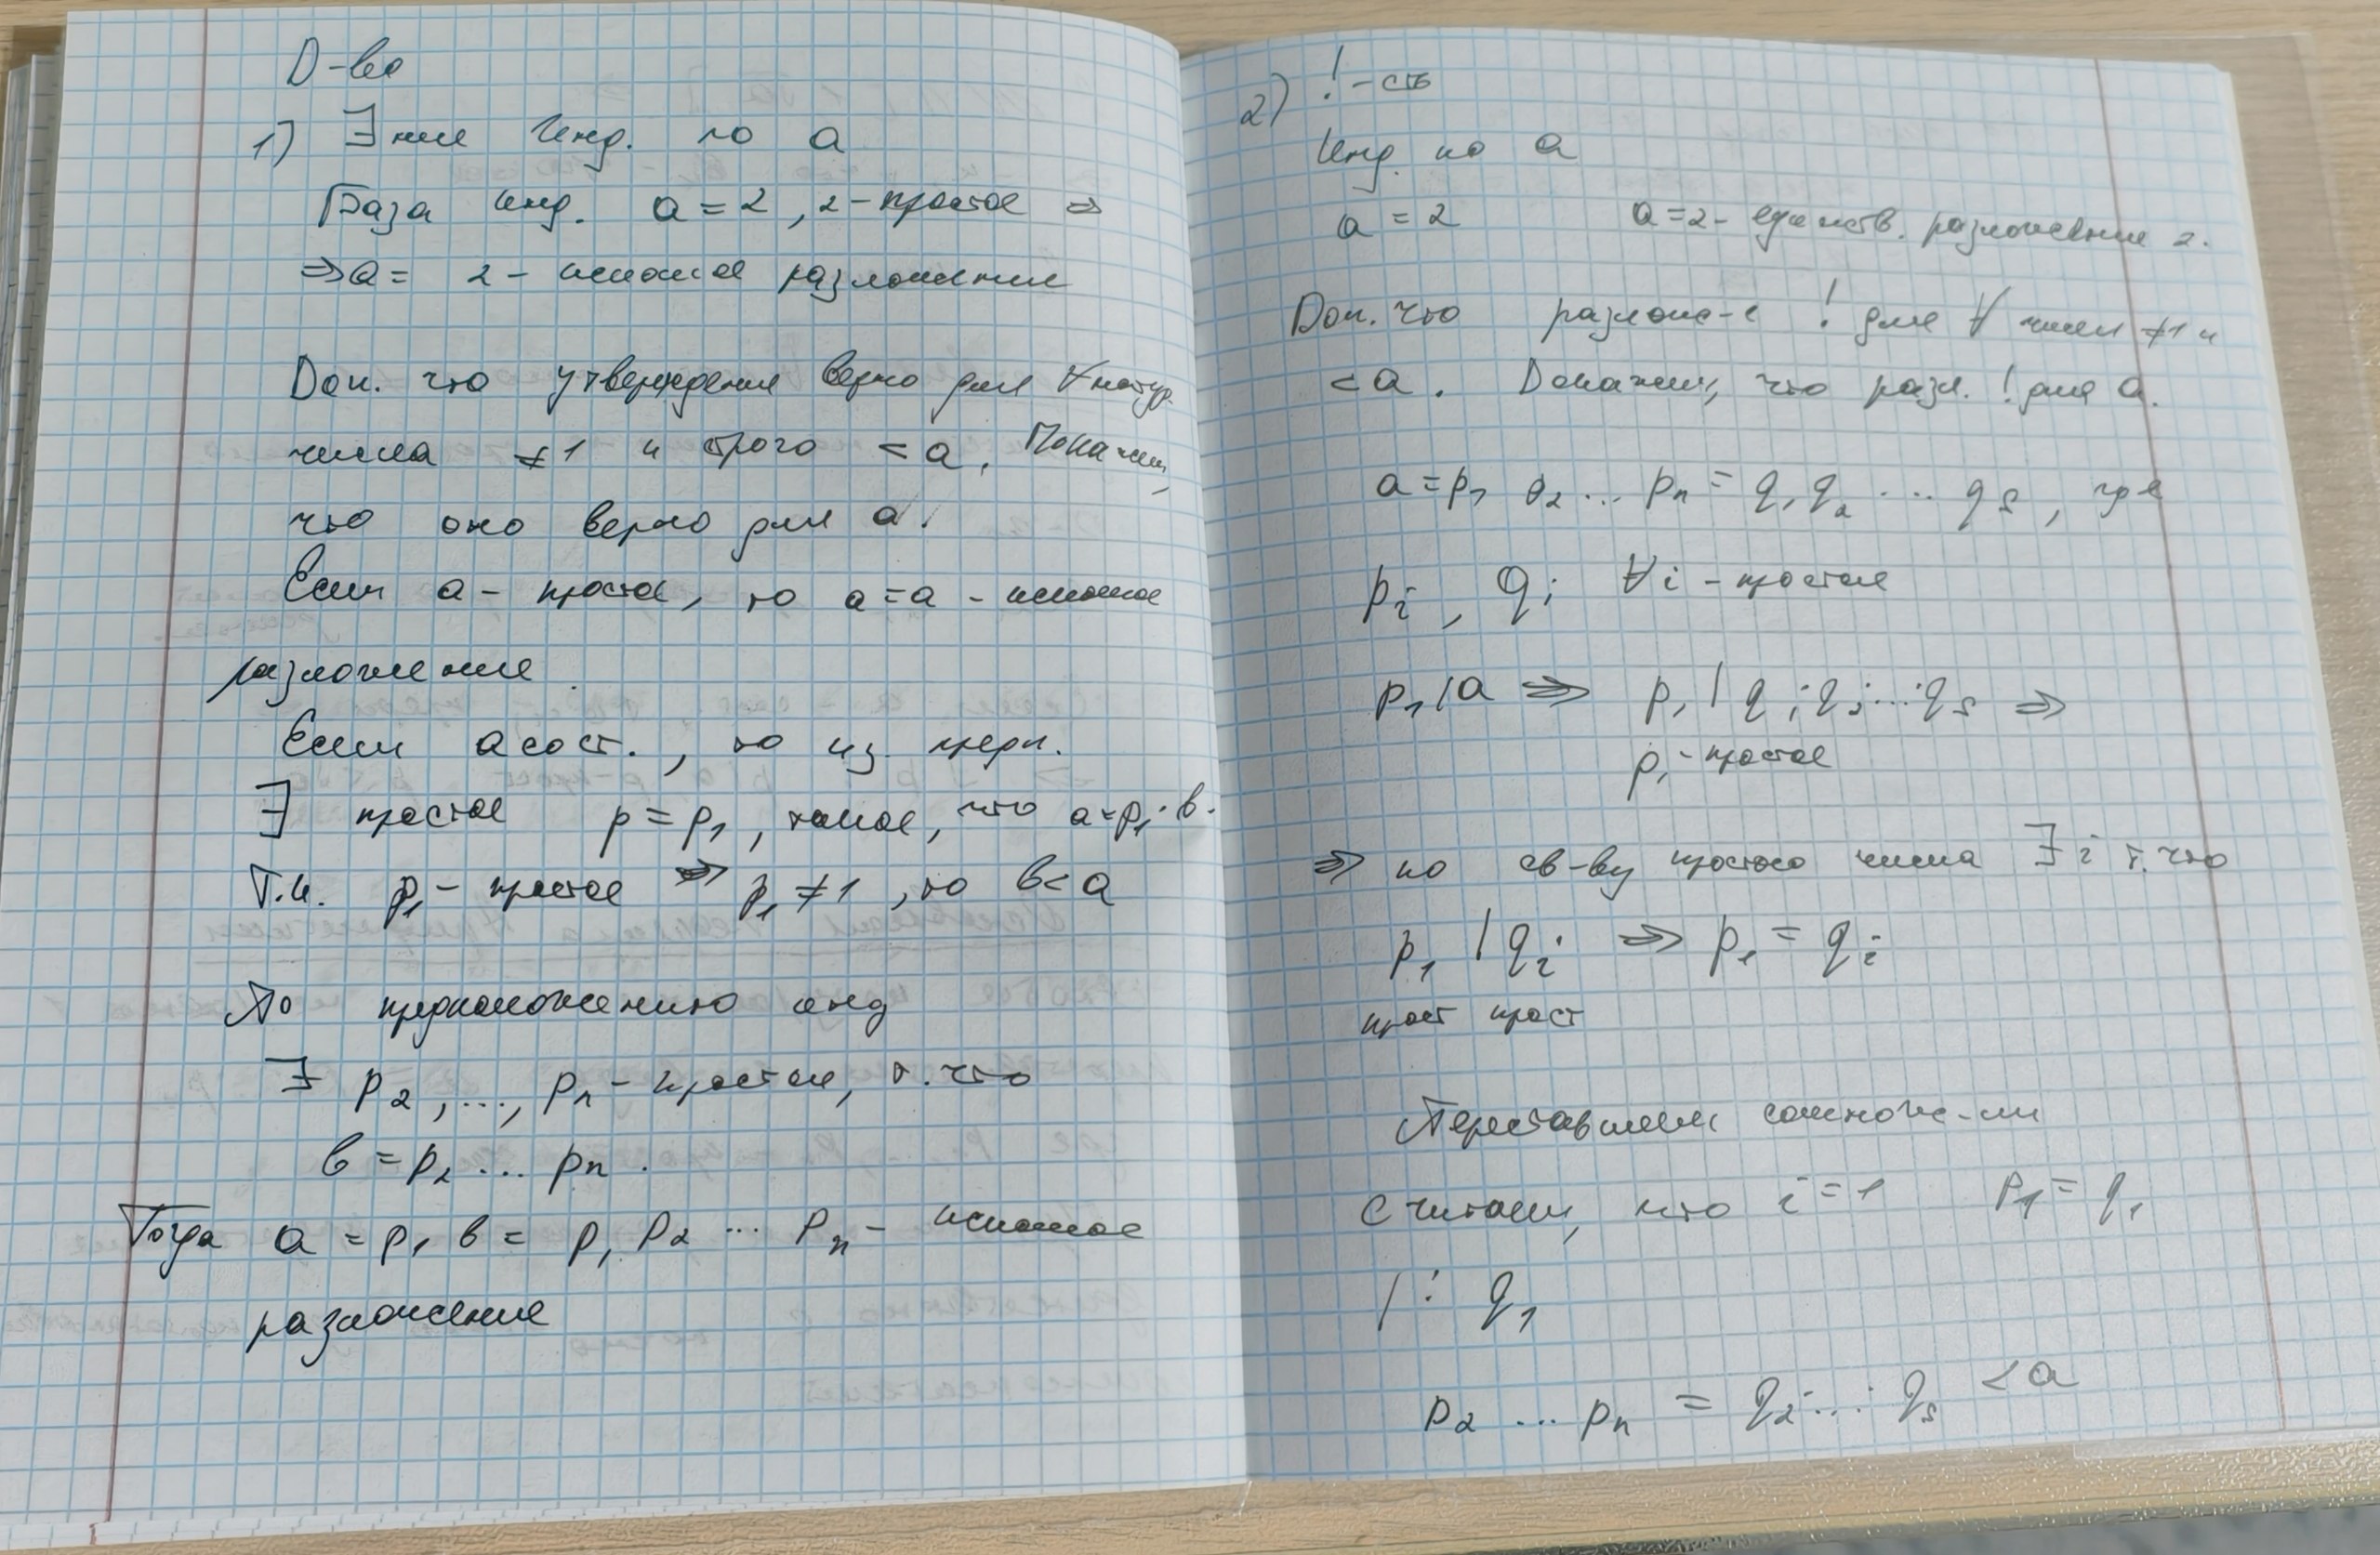 D-во
1) ∃ние Инд. по a
База инд. a = 2, 2 - простое ⇒
⇒ a = 2 - искомое разложение
Доп. что утверждение верно для ∀ натур.
числа ≠ 1 и строго < a. Покажем,
что оно верно для a.
Если a - простое, то a = a - искомое
разложение.
Если a сост., то из предл.
∃ простое p = p₁, такое, что a = p₁·b.
Т.к. p₁ - простое ⇒ p₁ ≠ 1, то b < a
По предположению инд
∃ p₂, ..., pₙ - простые, т. что
b = p₂ ... pₙ.
Тогда a = p₁ b = p₁ p₂ ... pₙ - искомое
разложение
2) ! - сть
Инд. по a
a = 2 a = 2 - единств. разложение 2.
Доп. что разлож-е ! для ∀ чисел ≠ 1 и
< a. Докажем, что разл. ! для a.
a = p₁ p₂ ... pₙ = q₁ q₂ ... qₛ, где
pᵢ, qᵢ ∀i - простые
p₁ | a ⇒ p₁ | q₁ q₂ ... qₛ ⇒
p₁ - простое
⇒ по св-ву простого числа ∃ i т. что
p₁ | qᵢ ⇒ p₁ = qᵢ
прост прост
Переставляем сомножи-ли
Считаем, что i = 1 p₁ = q₁
/ : q₁
p₂ ... pₙ = q₂ ... qₛ < a